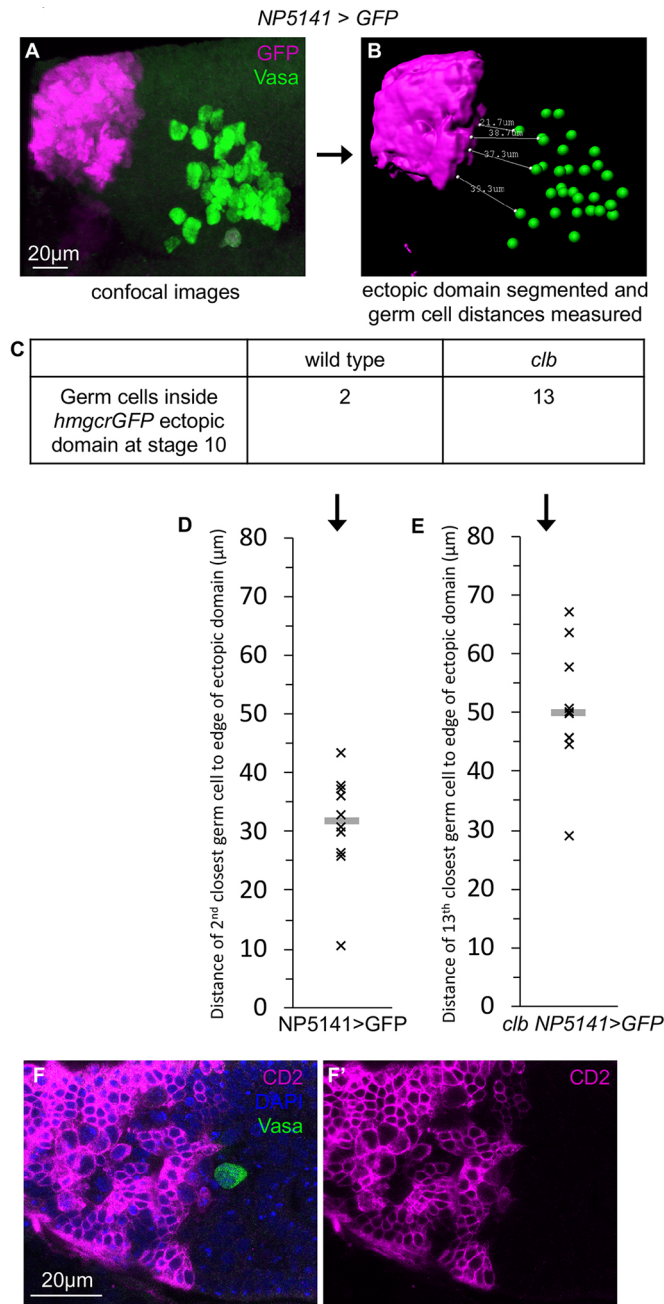 NP5141 > GFP
A
GFP
Vasa
20µm
confocal images
B
21.7um
38.7um
37.3um
39.3um
ectopic domain segmented and
germ cell distances measured
C
wild type
clb
Germ cells inside
hmgcrGFP ectopic
domain at stage 10
2
13
D
Distance of 2nd closest germ cell to edge of ectopic domain (µm)
80
70
60
50
40
30
20
10
0
NP5141>GFP
E
Distance of 13th closest germ cell to edge of ectopic domain (µm)
80
70
60
50
40
30
20
10
0
clb NP5141>GFP
F
CD2
DAPI
Vasa
20µm
F'
CD2